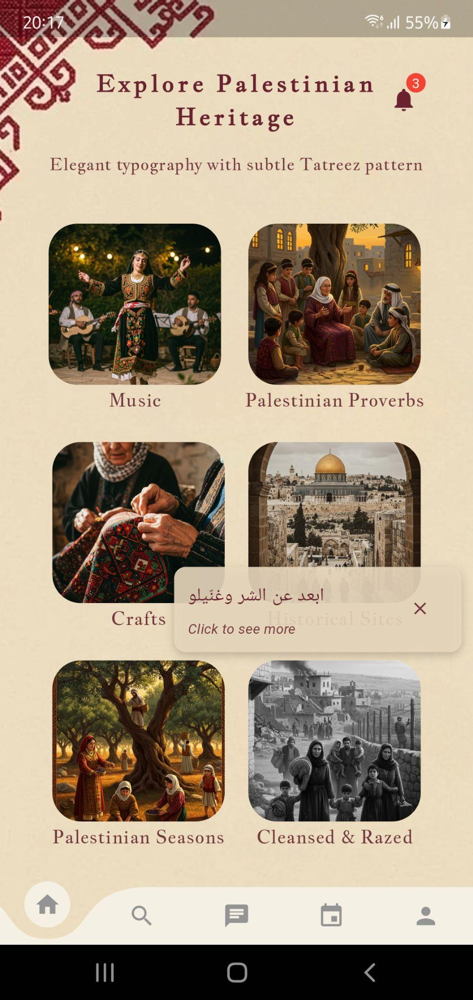 20:17
6
55%
Explore Palestinian
Heritage
3
Elegant typography with subtle Tatreez pattern
Music
Palestinian Proverbs
ابعد عن الشر وغنّيلو
Click to see more
Crafts
Historical Sites
Palestinian Seasons
Cleansed & Razed